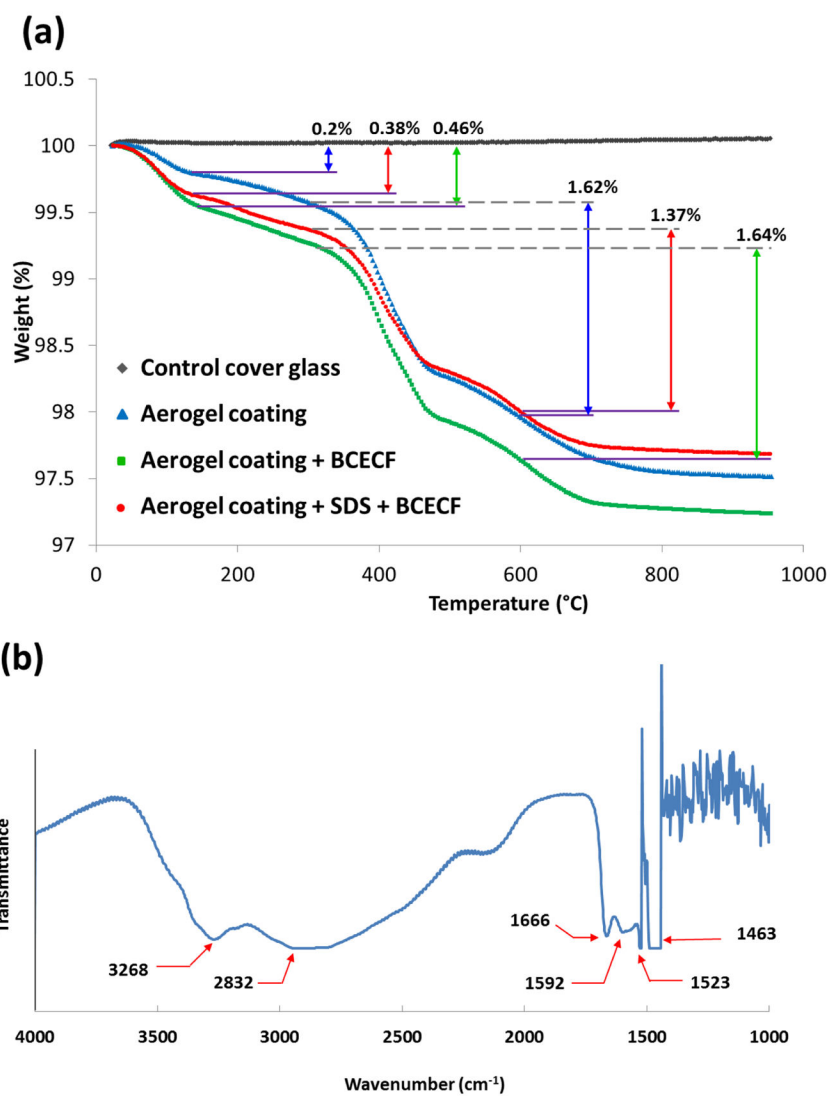 (a)
100.5
100
99.5
99
98.5
98
97.5
97
Weight (%)
0.2%
0.38%
0.46%
1.62%
1.37%
1.64%
Control cover glass
Aerogel coating
Aerogel coating + BCECF
Aerogel coating + SDS + BCECF
0 200 400 600 800 1000
Temperature (°C)
(b)
Transmittance
3268
2832
1666
1592
1523
1463
4000 3500 3000 2500 2000 1500 1000
Wavenumber (cm-1)